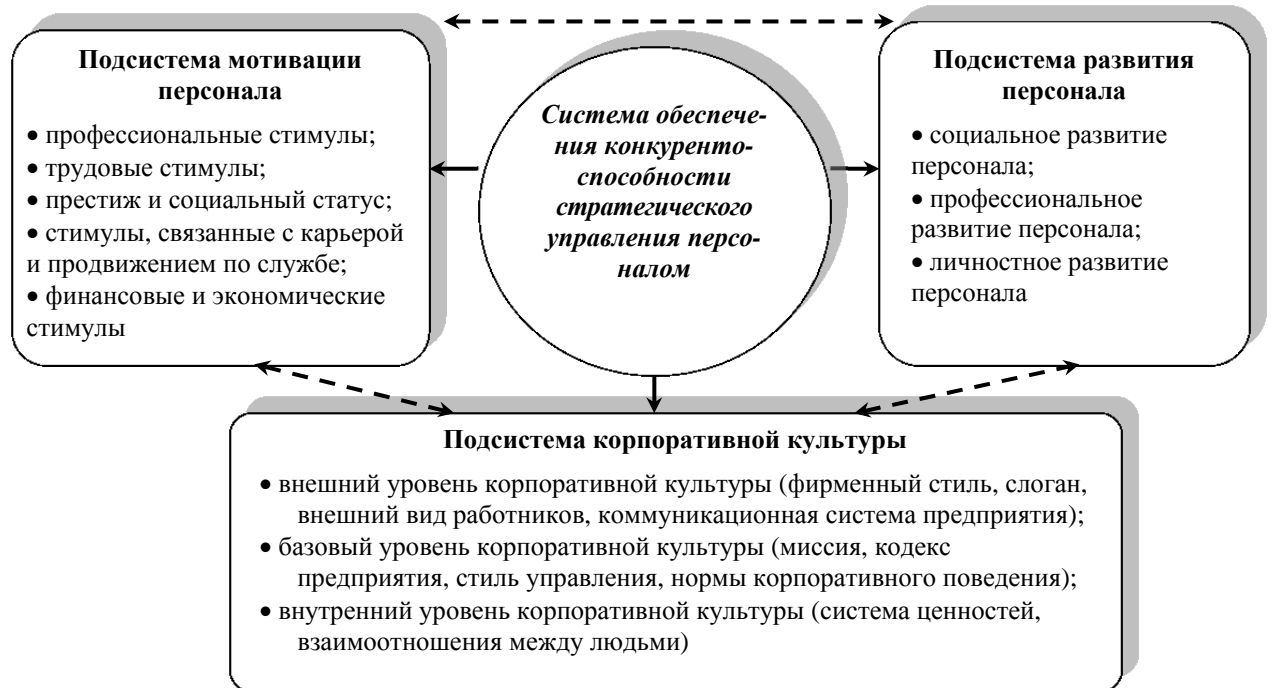 Подсистема мотивации
персонала
• профессиональные стимулы;
• трудовые стимулы;
• престиж и социальный статус;
• стимулы, связанные с карьерой
и продвижением по службе;
• финансовые и экономические
стимулы
Система обеспече-
ния конкуренто-
способности
стратегического
управления персо-
налом
Подсистема развития
персонала
• социальное развитие
персонала;
• профессиональное
развитие персонала;
• личностное развитие
персонала
Подсистема корпоративной культуры
• внешний уровень корпоративной культуры (фирменный стиль, слоган,
внешний вид работников, коммуникационная система предприятия);
• базовый уровень корпоративной культуры (миссия, кодекс
предприятия, стиль управления, нормы корпоративного поведения);
• внутренний уровень корпоративной культуры (система ценностей,
взаимоотношения между людьми)